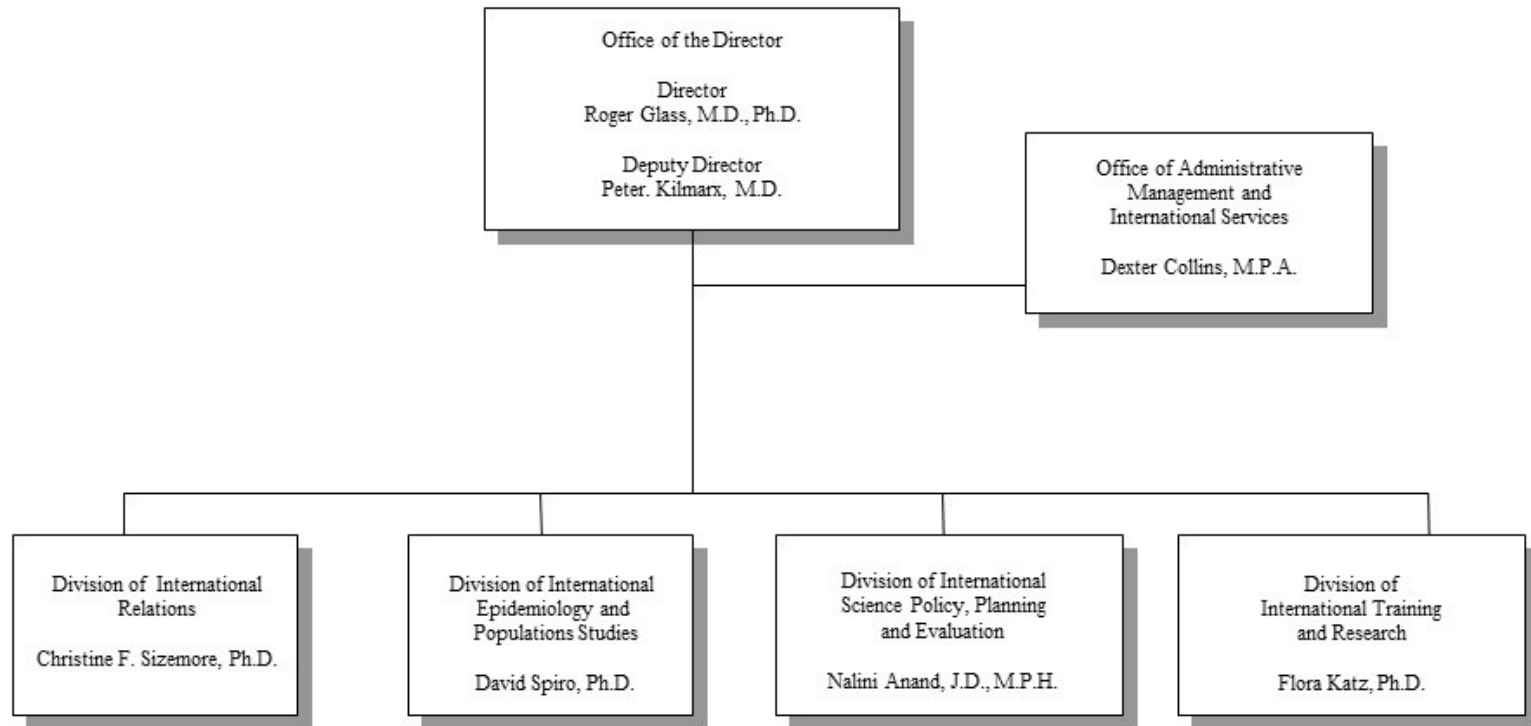 Office of the Director
Director
Roger Glass, M.D., Ph.D.
Deputy Director
Peter. Kilmarx, M.D.
Office of Administrative
Management and
International Services
Dexter Collins, M.P.A.
Division of International
Relations
Christine F. Sizemore, Ph.D.
Division of International
Epidemiology and
Populations Studies
David Spiro, Ph.D.
Division of International
Science Policy, Planning
and Evaluation
Nalini Anand, J.D., M.P.H.
Division of
International Training
and Research
Flora Katz, Ph.D.